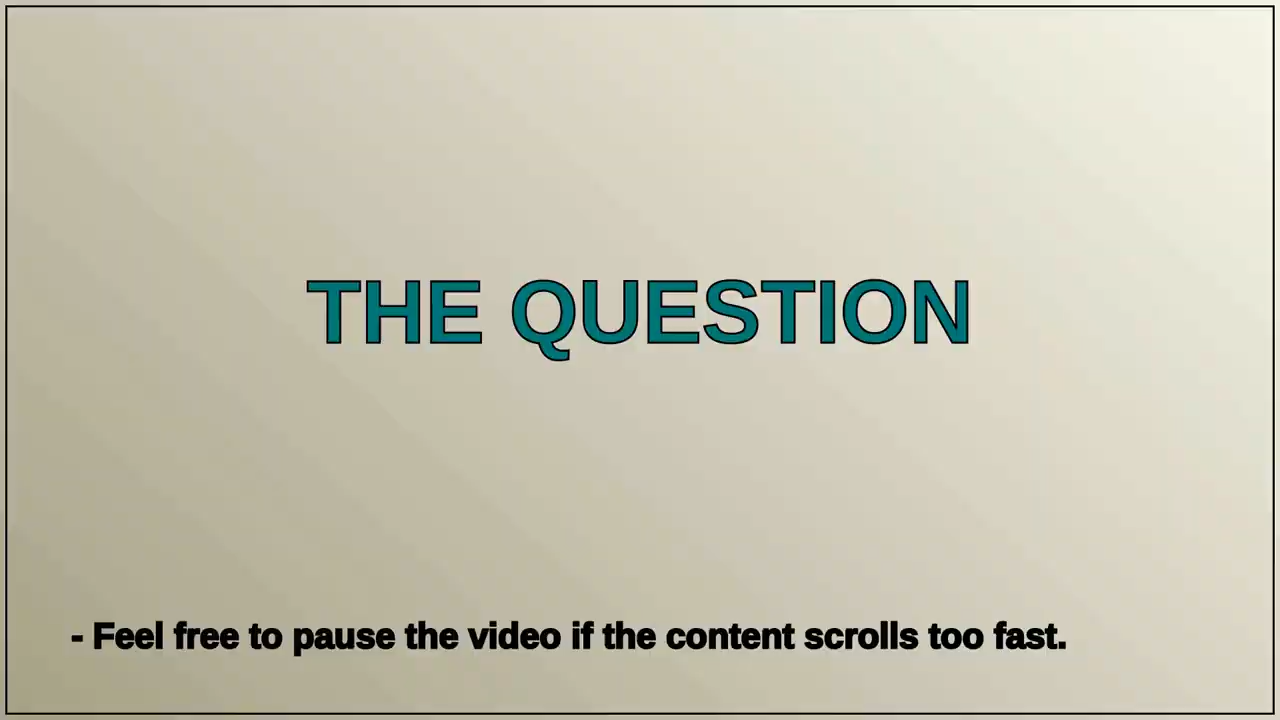 THE QUESTION
- Feel free to pause the video if the content scrolls too fast.